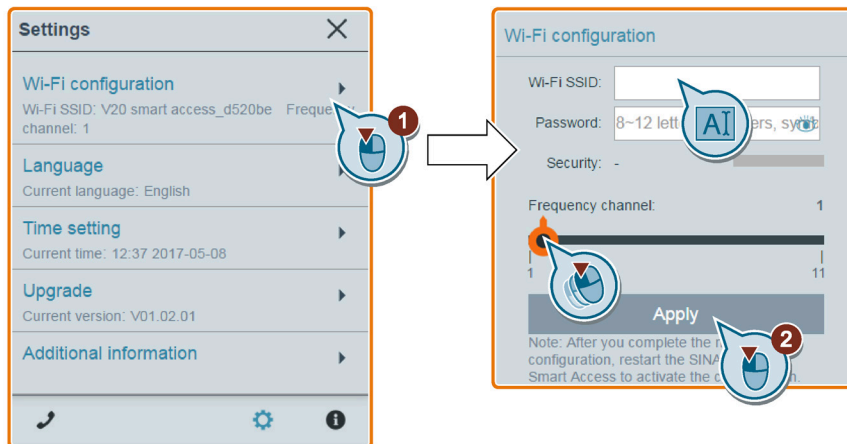 Settings
Wi-Fi configuration
Wi-Fi SSID: V20 smart access_d520be
channel: 1
Language
Current language: English
Time setting
Current time: 12:37 2017-05-08
Upgrade
Current version: V01.02.01
Additional information
1
Wi-Fi configuration
Wi-Fi SSID:
Password: 8~12
AI
Security: -
Frequency channel: 1
1 11
Apply
2
Note: After you complete the
configuration, restart the
Smart Access to activate the